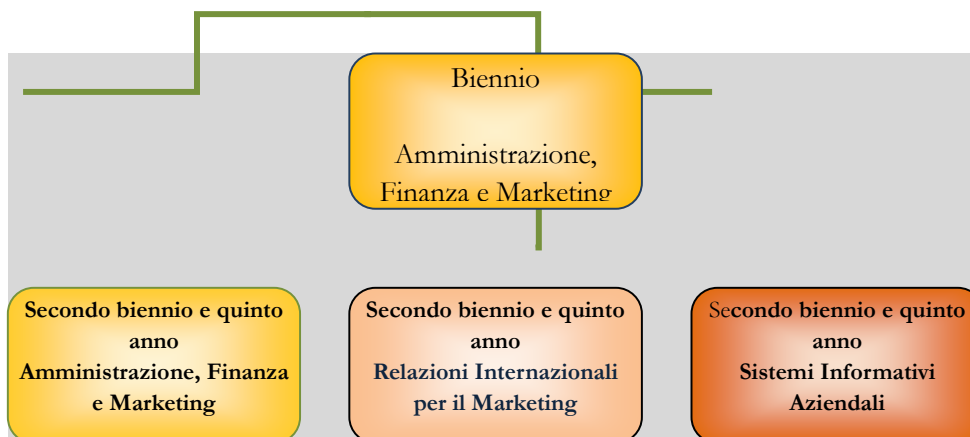 Biennio
Amministrazione,
Finanza e Marketing
Secondo biennio e quinto
anno
Amministrazione, Finanza
e Marketing
Secondo biennio e quinto
anno
Relazioni Internazionali
per il Marketing
Secondo biennio e quinto
anno
Sistemi Informativi
Aziendali